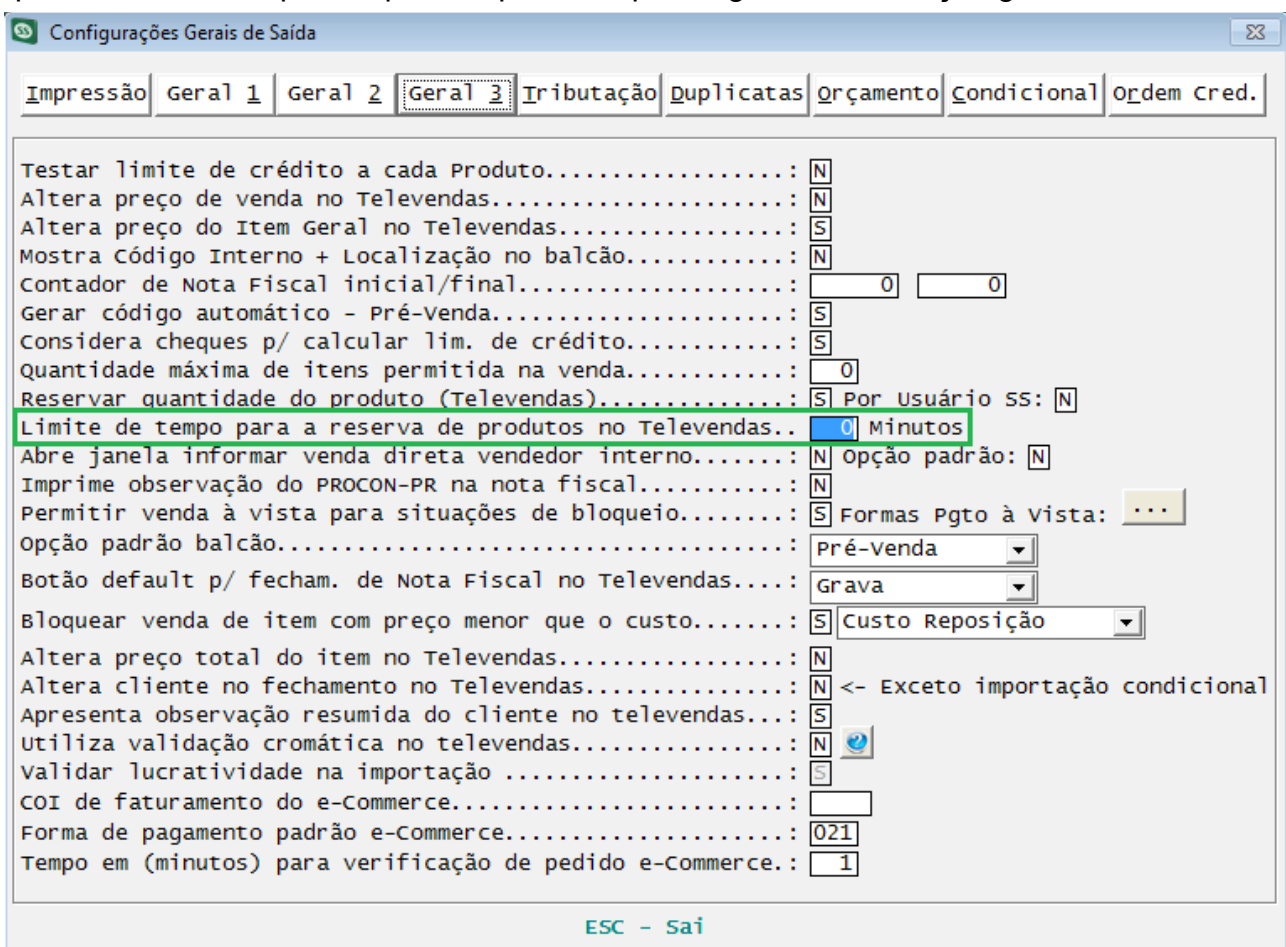 Configurações Gerais de Saída
Impressão Geral 1 Geral 2 Geral 3 Tributação Duplicatas Orçamento Condicional Ordem Cred.
Testar limite de crédito a cada Produto..................: N
Altera preço de venda no Televendas......................: N
Altera preço do Item Geral no Televendas.................: S
Mostra Código Interno + Localização no balcão............: N
Contador de Nota Fiscal inicial/final....................: 0 0
Gerar código automático - Pré-Venda......................: S
Considera cheques p/ calcular lim. de crédito............: S
Quantidade máxima de itens permitida na venda............: 0
Reservar quantidade do produto (Televendas)..............: S Por Usuário SS: N
Limite de tempo para a reserva de produtos no Televendas.. 0 Minutos
Abre janela informar venda direta vendedor interno.......: N Opção padrão: N
Imprime observação do PROCON-PR na nota fiscal...........: N
Permitir venda à vista para situações de bloqueio........: S Formas Pgto à Vista: ...
Opção padrão balcão......................................: Pré-Venda
Botão default p/ fecham. de Nota Fiscal no Televendas....: Grava
Bloquear venda de item com preço menor que o custo.......: S Custo Reposição
Altera preço total do item no Televendas.................: N
Altera cliente no fechamento no Televendas...............: N <- Exceto importação condicional
Apresenta observação resumida do cliente no televendas...: S
Utiliza validação cromática no televendas................: N
Validar lucratividade na importação .....................: S
COI de faturamento do e-Commerce.........................:
Forma de pagamento padrão e-Commerce.....................: 021
Tempo em (minutos) para verificação de pedido e-Commerce.: 1
ESC - Sai